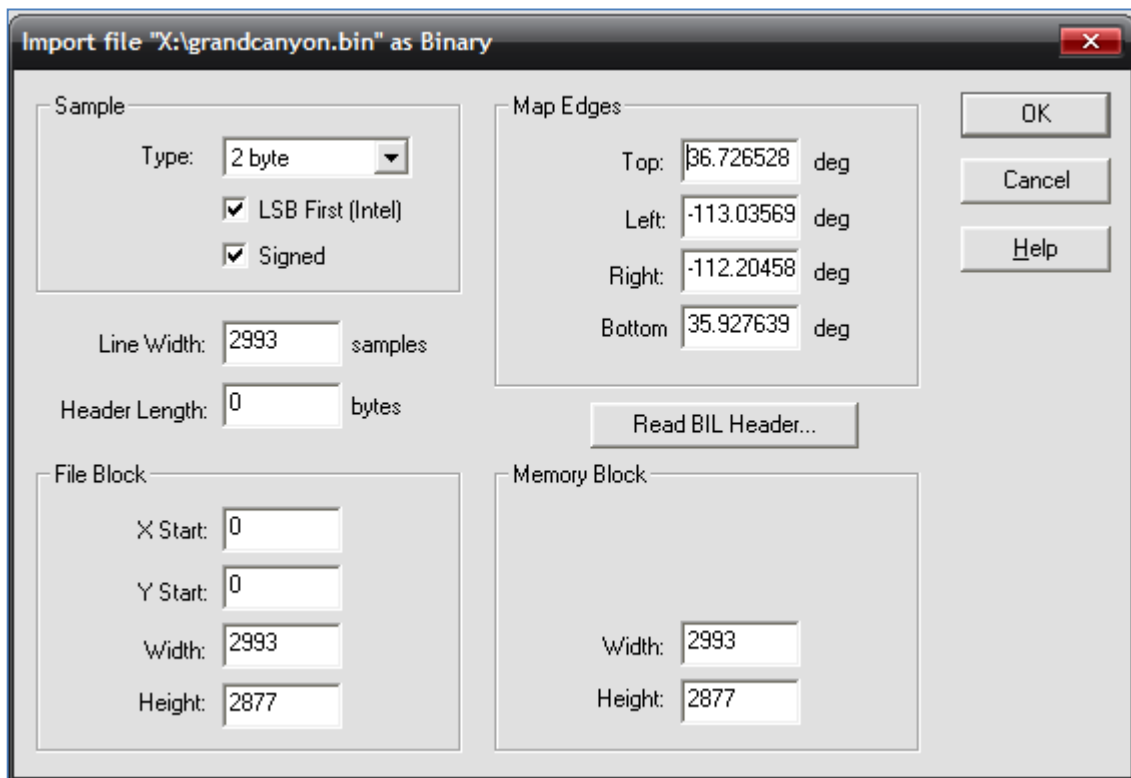 Import file "X:\grandcanyon.bin" as Binary
Sample
Type: 2 byte
LSB First (Intel)
Signed
Line Width: 2993 samples
Header Length: 0 bytes
Map Edges
Top: 36.726528 deg
Left: -113.03569 deg
Right: -112.20458 deg
Bottom 35.927639 deg
OK
Cancel
Help
Read BIL Header...
File Block
X Start: 0
Y Start: 0
Width: 2993
Height: 2877
Memory Block
Width: 2993
Height: 2877